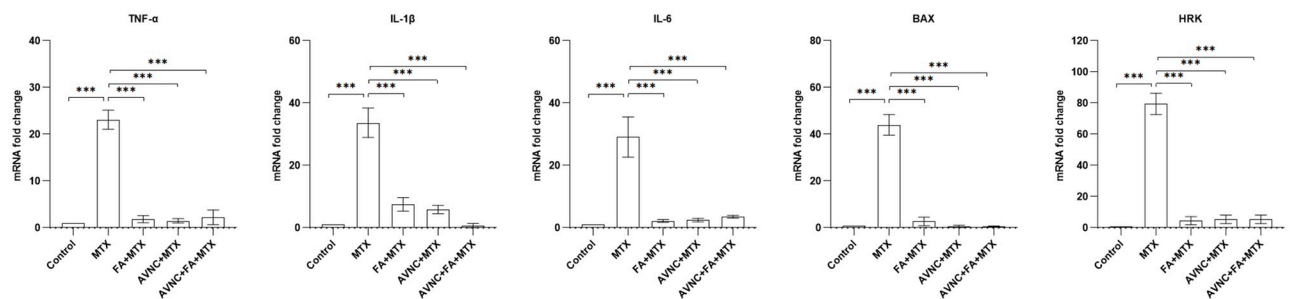 TNF-α
mRNA fold change
40
30
20
10
0
***
***
***
***
Control
MTX
FA+MTX
AVNC+MTX
AVNC+FA+MTX
IL-1β
mRNA fold change
60
40
20
0
***
***
***
***
Control
MTX
FA+MTX
AVNC+MTX
AVNC+FA+MTX
IL-6
mRNA fold change
60
40
20
0
***
***
***
***
Control
MTX
FA+MTX
AVNC+MTX
AVNC+FA+MTX
BAX
mRNA fold change
80
60
40
20
0
***
***
***
***
Control
MTX
FA+MTX
AVNC+MTX
AVNC+FA+MTX
HRK
mRNA fold change
120
100
80
60
40
20
0
***
***
***
***
Control
MTX
FA+MTX
AVNC+MTX
AVNC+FA+MTX